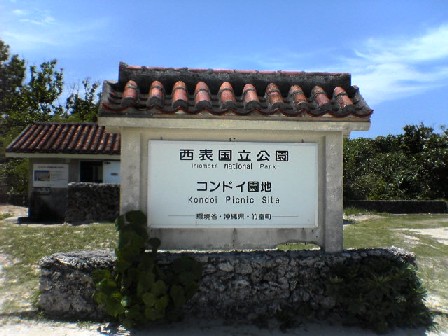 西表国立公園
Iriomote National Park
コンドイ園地
Kondoi Picnic Site
環境省・沖縄県・竹富町